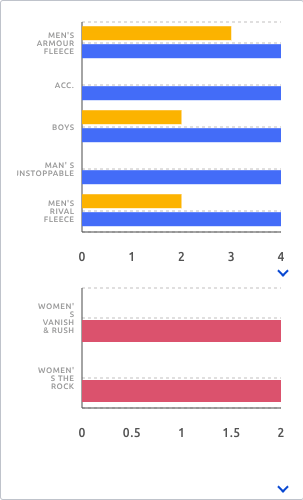 MEN'S
ARMOUR
FLEECE
ACC.
BOYS
MAN' S
INSTOPPABLE
MEN'S
RIVAL
FLEECE
0 1 2 3 4
WOMEN'
S
VANISH
& RUSH
WOMEN'
S THE
ROCK
0 0.5 1 1.5 2